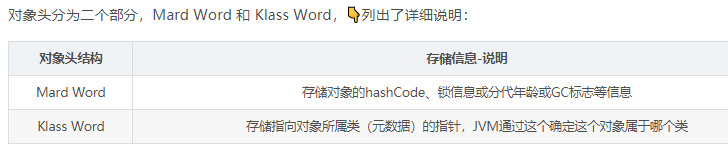 对象头分为二个部分，Mard Word 和 Klass Word，👇列出了详细说明：
对象头结构 存储信息-说明
Mard Word 存储对象的hashCode、锁信息或分代年龄或GC标志等信息
Klass Word 存储指向对象所属类（元数据）的指针，JVM通过这个确定这个对象属于哪个类